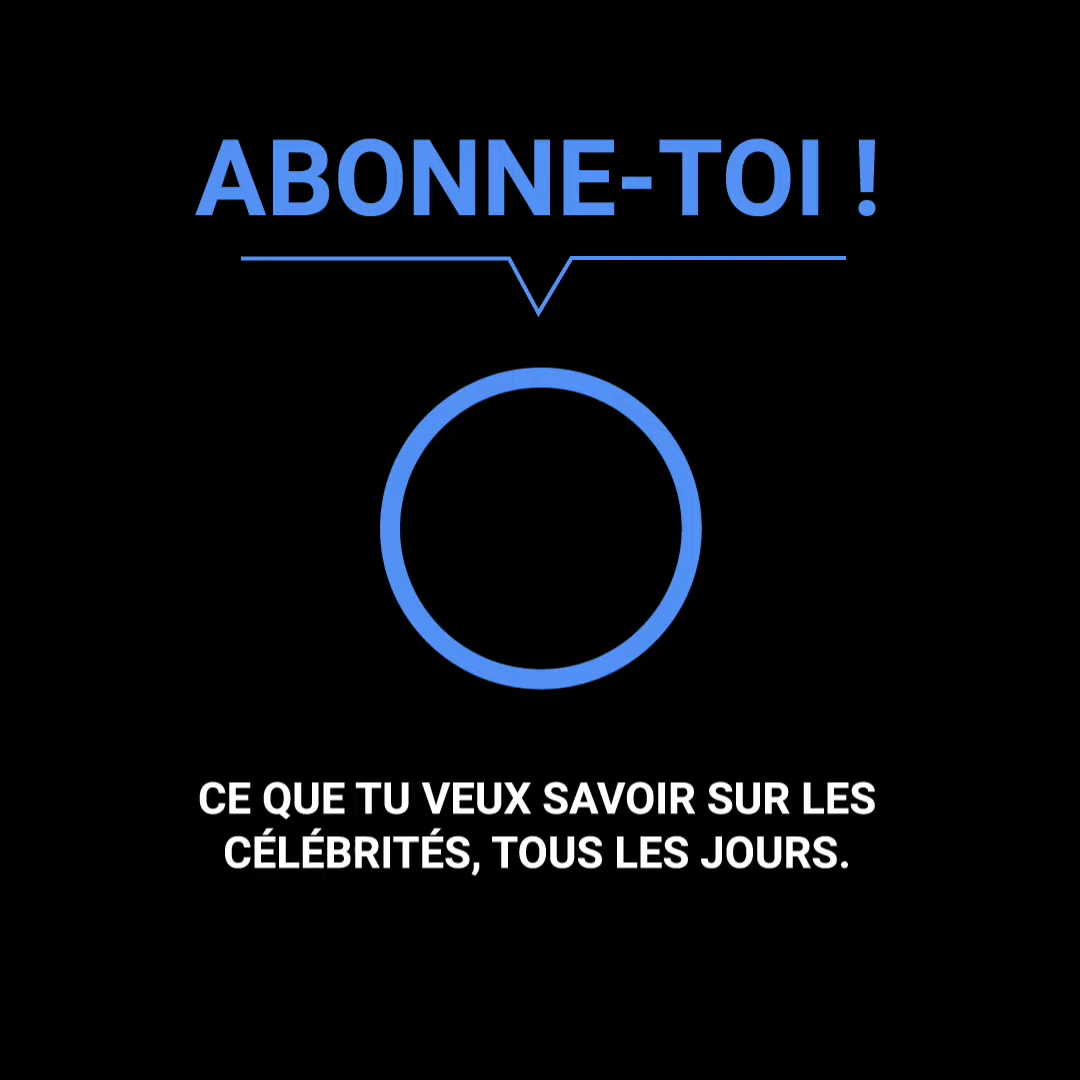 ABONNE-TOI !
CE QUE TU VEUX SAVOIR SUR LES
CÉLÉBRITÉS, TOUS LES JOURS.